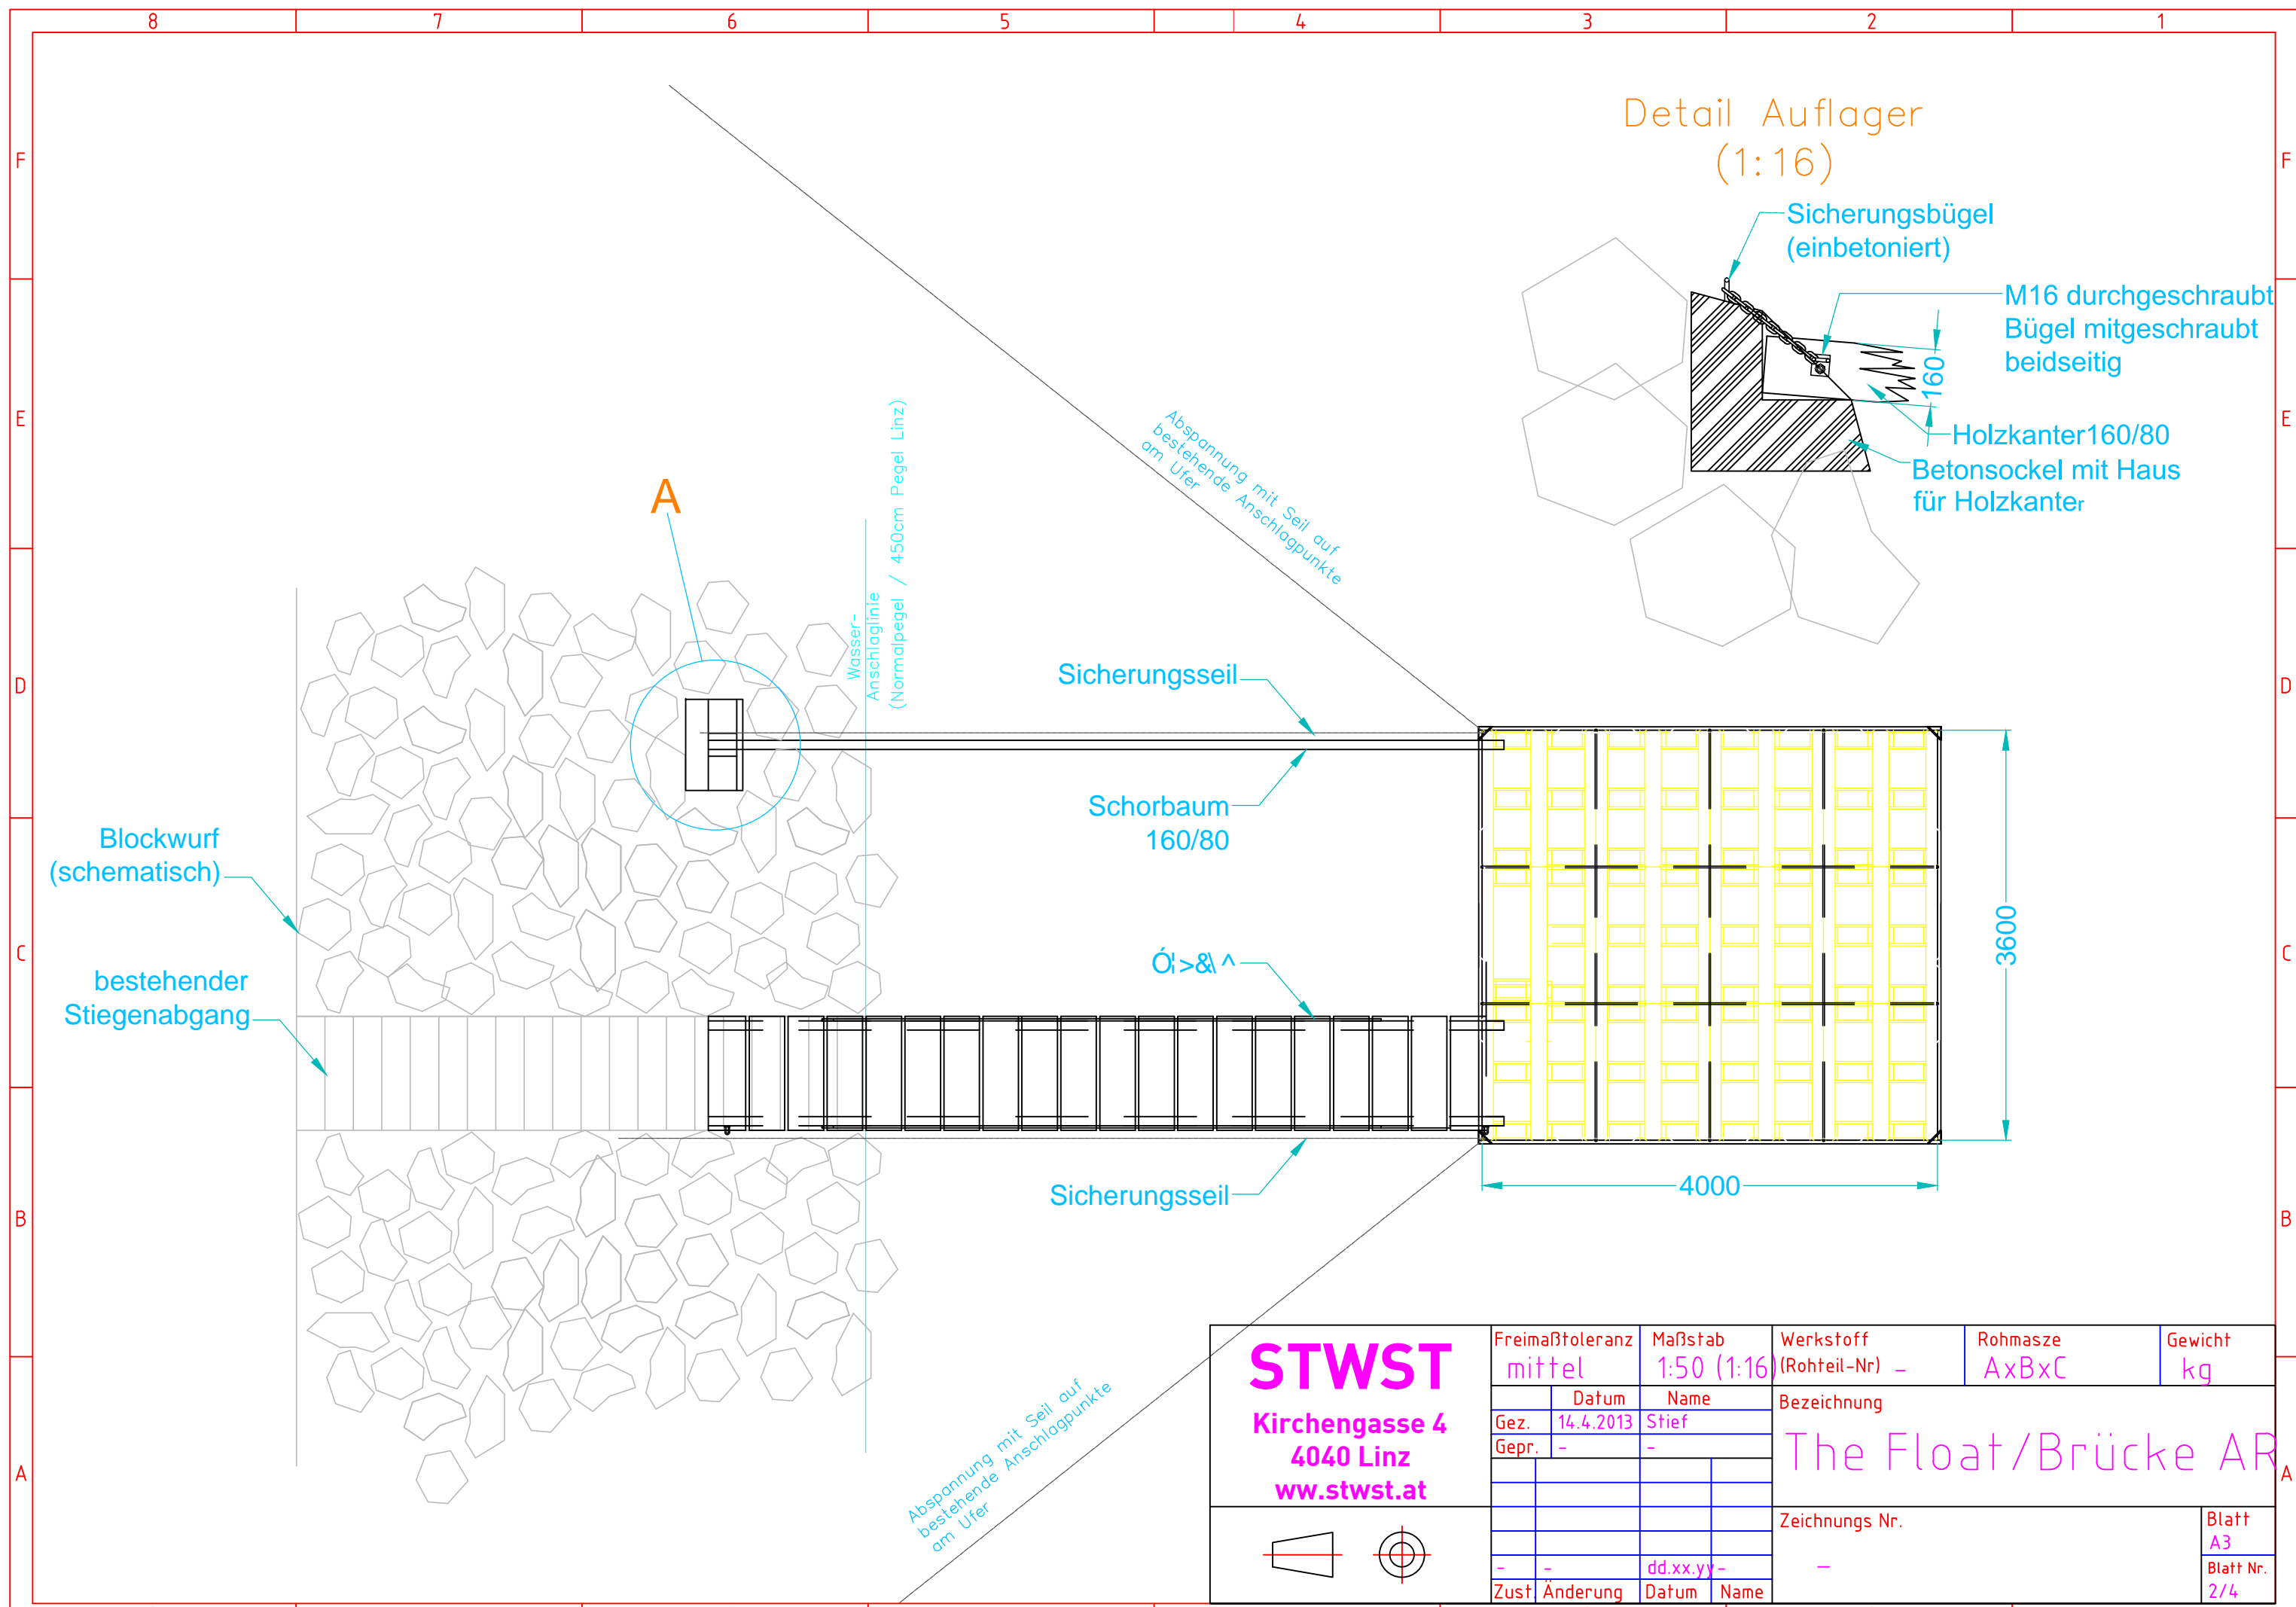 8 7 6 5 4 3 2 1
F
E
D
C
B
A
F
E
D
C
B
A
Detail Auflager
(1:16)
Sicherungsbügel
(einbetoniert)
M16 durchgeschraubt
Bügel mitgeschraubt
beidseitig
160
Holzkanter160/80
Betonsockel mit Haus
für Holzkanter
A
Wasser-
Anschlaglinie
(Normalpegel / 450cm Pegel Linz)
Abspannung mit Seil auf
bestehende Anschlagpunkte
am Ufer
Sicherungsseil
Schorbaum
160/80
Blockwurf
(schematisch)
bestehender
Stiegenabgang
Ó¦>&\^
Sicherungsseil
3600
4000
Abspannung mit Seil auf
bestehende Anschlagpunkte
am Ufer
STWST
Kirchengasse 4
4040 Linz
ww.stwst.at
Freimaßtoleranz
mittel
Maßstab
1:50 (1:16)
Werkstoff
(Rohteil-Nr) -
Rohmasze
AxBxC
Gewicht
kg
Datum Name
Gez. 14.4.2013 Stief
Gepr. - -
Bezeichnung
The Float/Brücke AR
- - dd.xx.yy -
Zust. Änderung Datum Name
Zeichnungs Nr.
-
Blatt
A3
Blatt Nr.
2/4